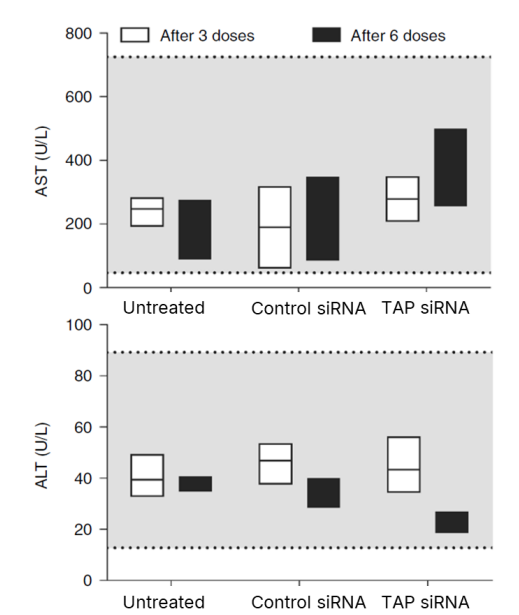 After 3 doses After 6 doses
AST (U/L)
800
600
400
200
0
Untreated Control siRNA TAP siRNA
ALT (U/L)
100
80
60
40
20
0
Untreated Control siRNA TAP siRNA